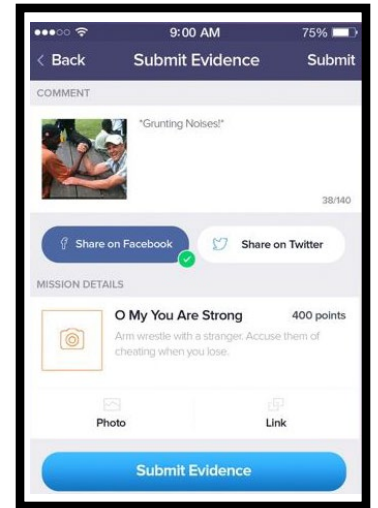 9:00 AM 75%
< Back Submit Evidence Submit
COMMENT
"Grunting Noises!"
38/140
Share on Facebook Share on Twitter
MISSION DETAILS
O My You Are Strong 400 points
Arm wrestle with a stranger. Accuse them of
cheating when you lose.
Photo Link
Submit Evidence